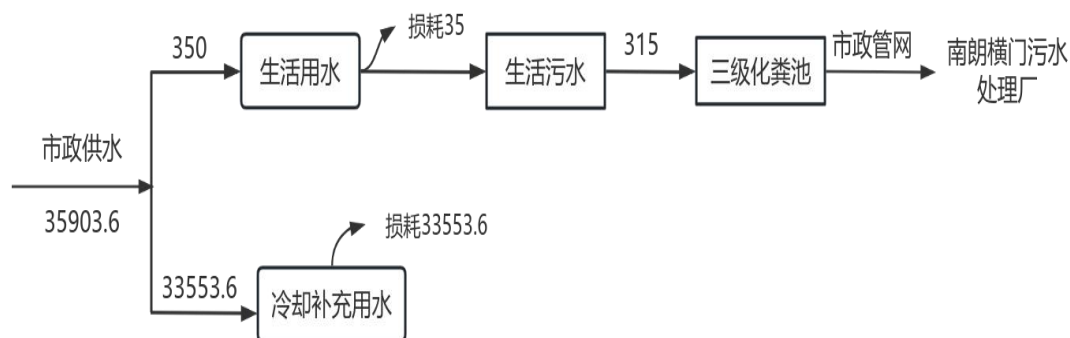 350
生活用水
损耗35
生活污水
315
三级化粪池
市政管网
南朗横门污水
处理厂
市政供水
35903.6
33553.6
冷却补充用水
损耗33553.6